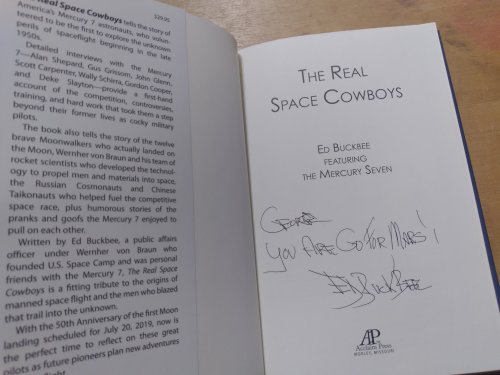 Real Space Cowboys tells the story of
America's Mercury 7 astronauts, who volun-
teered to be the first to explore the unknown
perils of spaceflight beginning in the late
1950s.
Detailed interviews with the Mercury
7—Alan Shepard, Gus Grissom, John Glenn,
Scott Carpenter, Wally Schirra, Gordon Cooper,
and Deke Slayton—provide a first-hand
account of the competition, controversies,
training, and hard work that took them a step
beyond their former lives as cocky military
pilots.
The book also tells the story of the twelve
brave Moonwalkers who actually landed on
the Moon, Wernher von Braun and his team of
rocket scientists who developed the technol-
ogy to propel men and materials into space,
the Russian Cosmonauts and Chinese
Taikonauts who helped fuel the competitive
space race, plus humorous stories of the
pranks and goofs the Mercury 7 enjoyed to
pull on each other.
Written by Ed Buckbee, a public affairs
officer under Wernher von Braun who
founded U.S. Space Camp and was personal
friends with the Mercury 7, The Real Space
Cowboys is a fitting tribute to the origins of
manned space flight and the men who blazed
that trail into the unknown.
With the 50th Anniversary of the first Moon
landing scheduled for July 20, 2019, now is
the perfect time to reflect on these great
pilots as future pioneers plan new adventures
flight.
$29.95
THE REAL
SPACE COWBOYS
ED BUCKBEE
FEATURING
THE MERCURY SEVEN
GEORGE
YOU ARE GO FOR MARS!
ED BUCKBEE
AP
Acclaim Press
MORLEY, MISSOURI